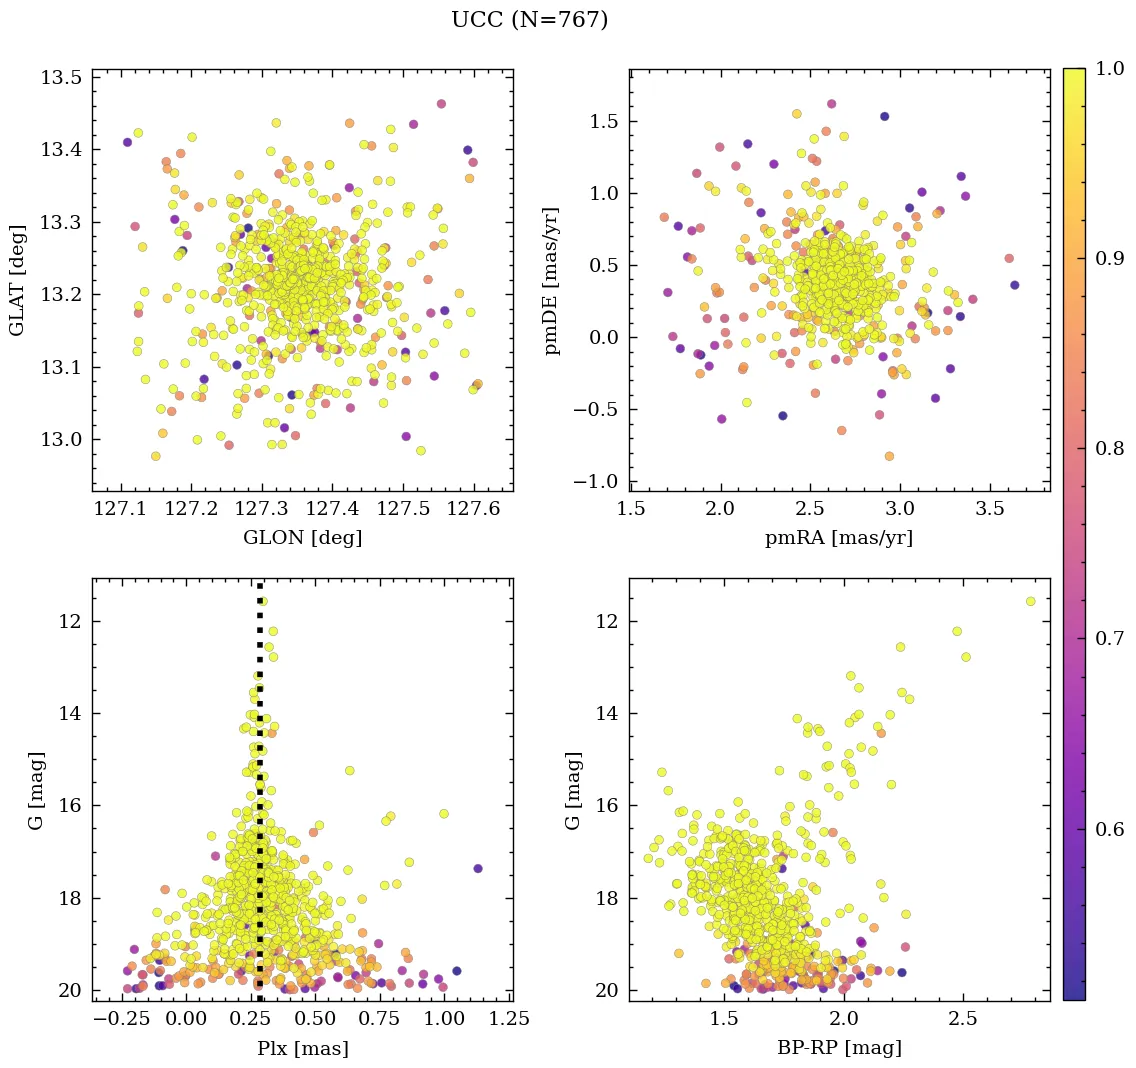 UCC (N=767)
13.5
13.4
13.3
13.2
13.1
13.0
GLAT [deg]
127.1 127.2 127.3 127.4 127.5 127.6
GLON [deg]
1.5
1.0
0.5
0.0
−0.5
−1.0
pmDE [mas/yr]
1.5 2.0 2.5 3.0 3.5
pmRA [mas/yr]
1.0
0.9
0.8
0.7
0.6
12
14
16
18
20
G [mag]
−0.25 0.00 0.25 0.50 0.75 1.00 1.25
Plx [mas]
12
14
16
18
20
G [mag]
1.5 2.0 2.5
BP-RP [mag]